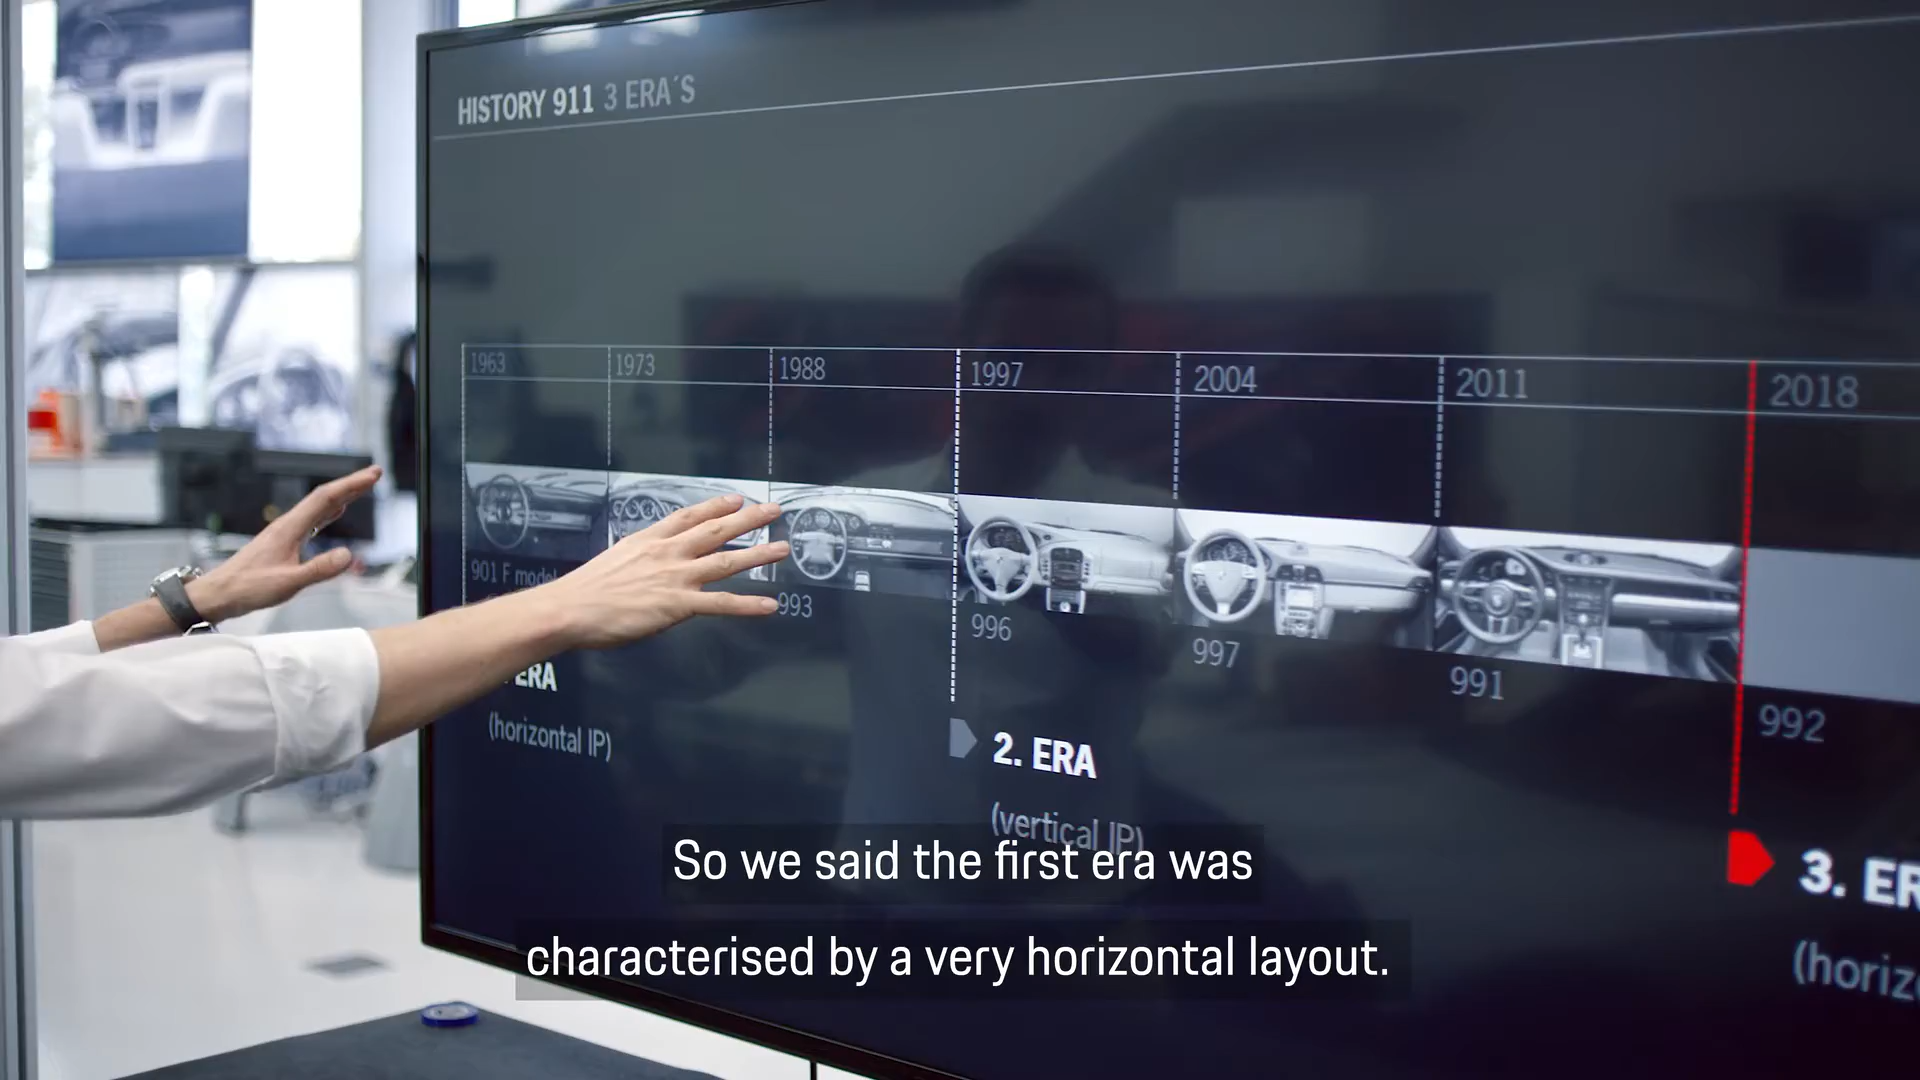 HISTORY 911 3 ERA´S
1963 1973 1988 1997 2004 2011 2018
901 F model
993
996
997
991
992
ERA
(horizontal IP)
2. ERA
(vertical IP)
3. ER
(horiz
So we said the first era was
characterised by a very horizontal layout.